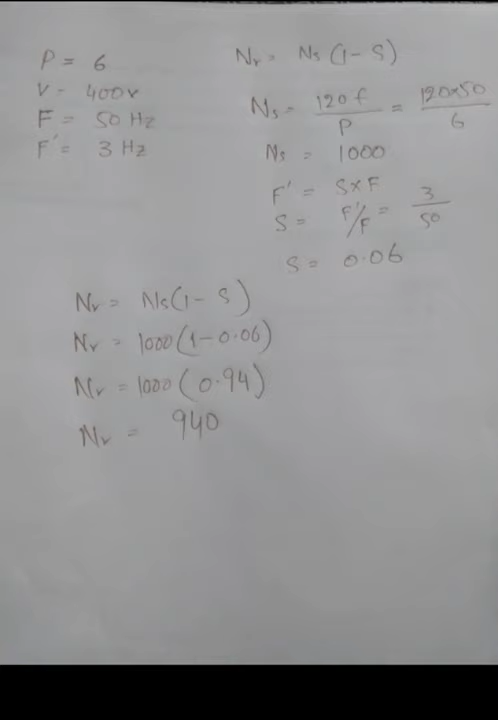 P = 6
V = 400v
F = 50 Hz
F' = 3 Hz
Nr = Ns (1 - S)
Ns = 120 f / P = 120x50 / 6
Ns = 1000
F' = S x F
S = F'/F = 3/50
S = 0.06
Nr = Ns(1 - S)
Nr = 1000(1-0.06)
Nr = 1000(0.94)
Nr = 940